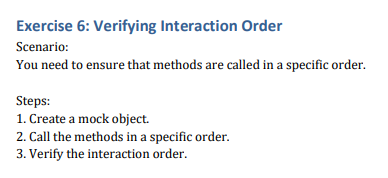 Exercise 6: Verifying Interaction Order
Scenario:
You need to ensure that methods are called in a specific order.
Steps:
1. Create a mock object.
2. Call the methods in a specific order.
3. Verify the interaction order.